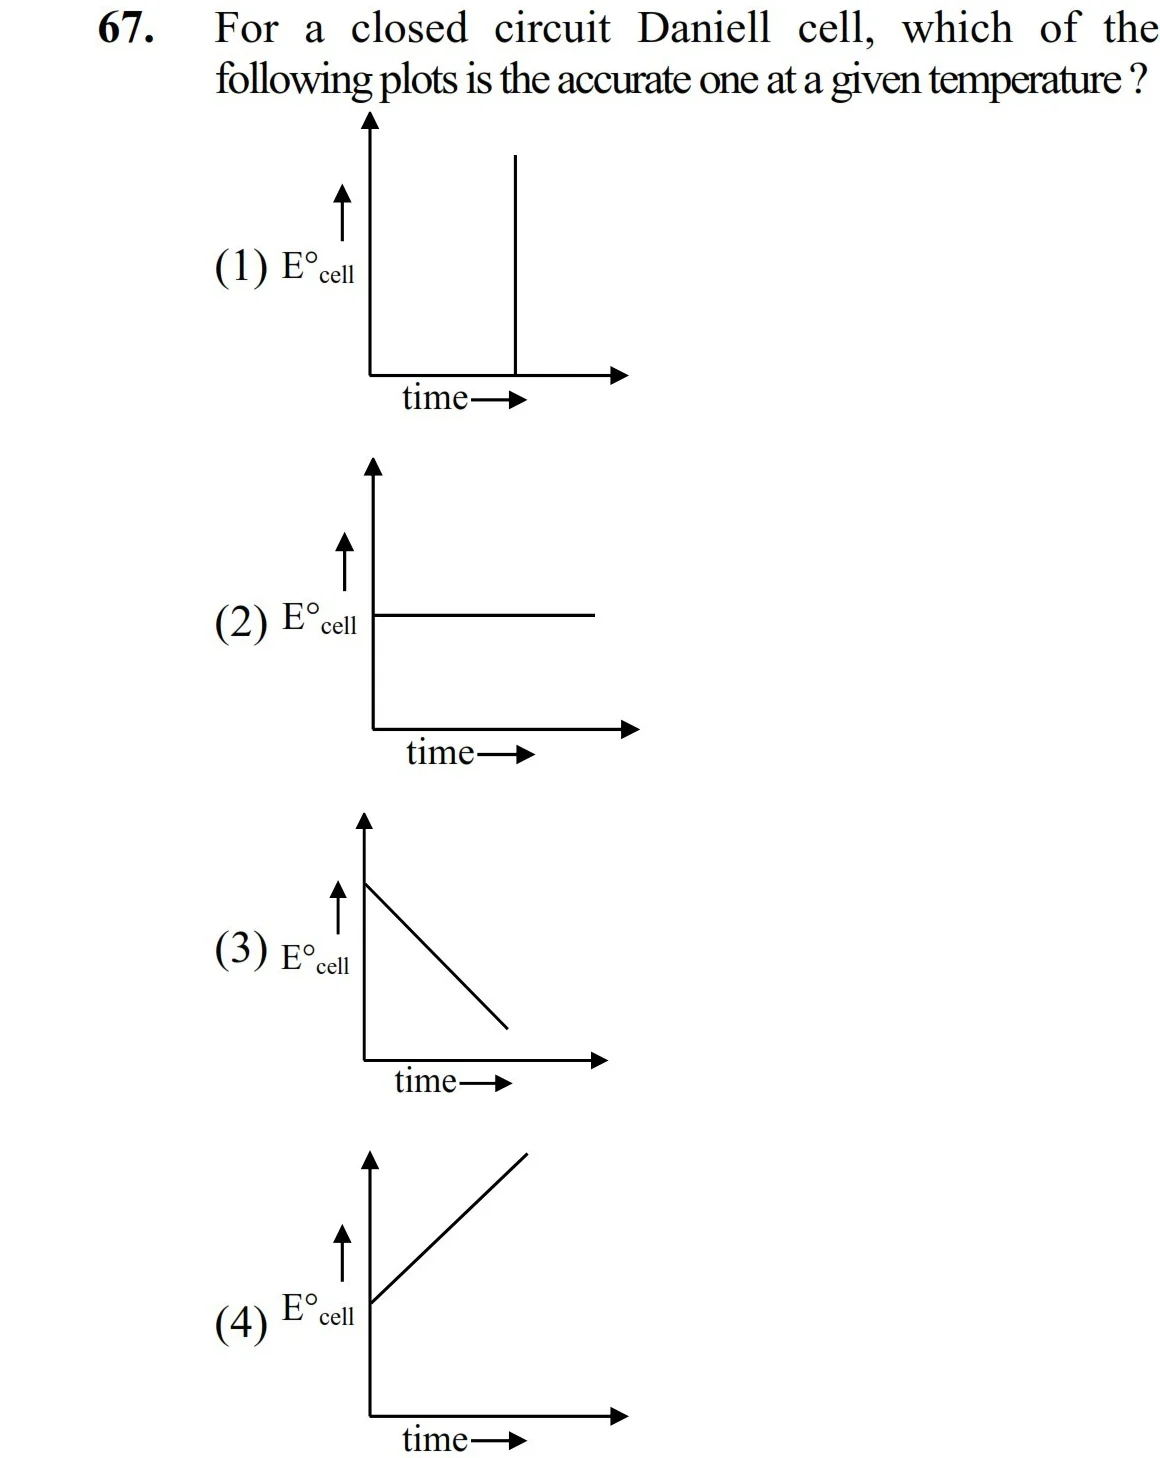 67. For a closed circuit Daniell cell, which of the
following plots is the accurate one at a given temperature ?
(1) E°cell
time
(2) E°cell
time
(3) E°cell
time
(4) E°cell
time